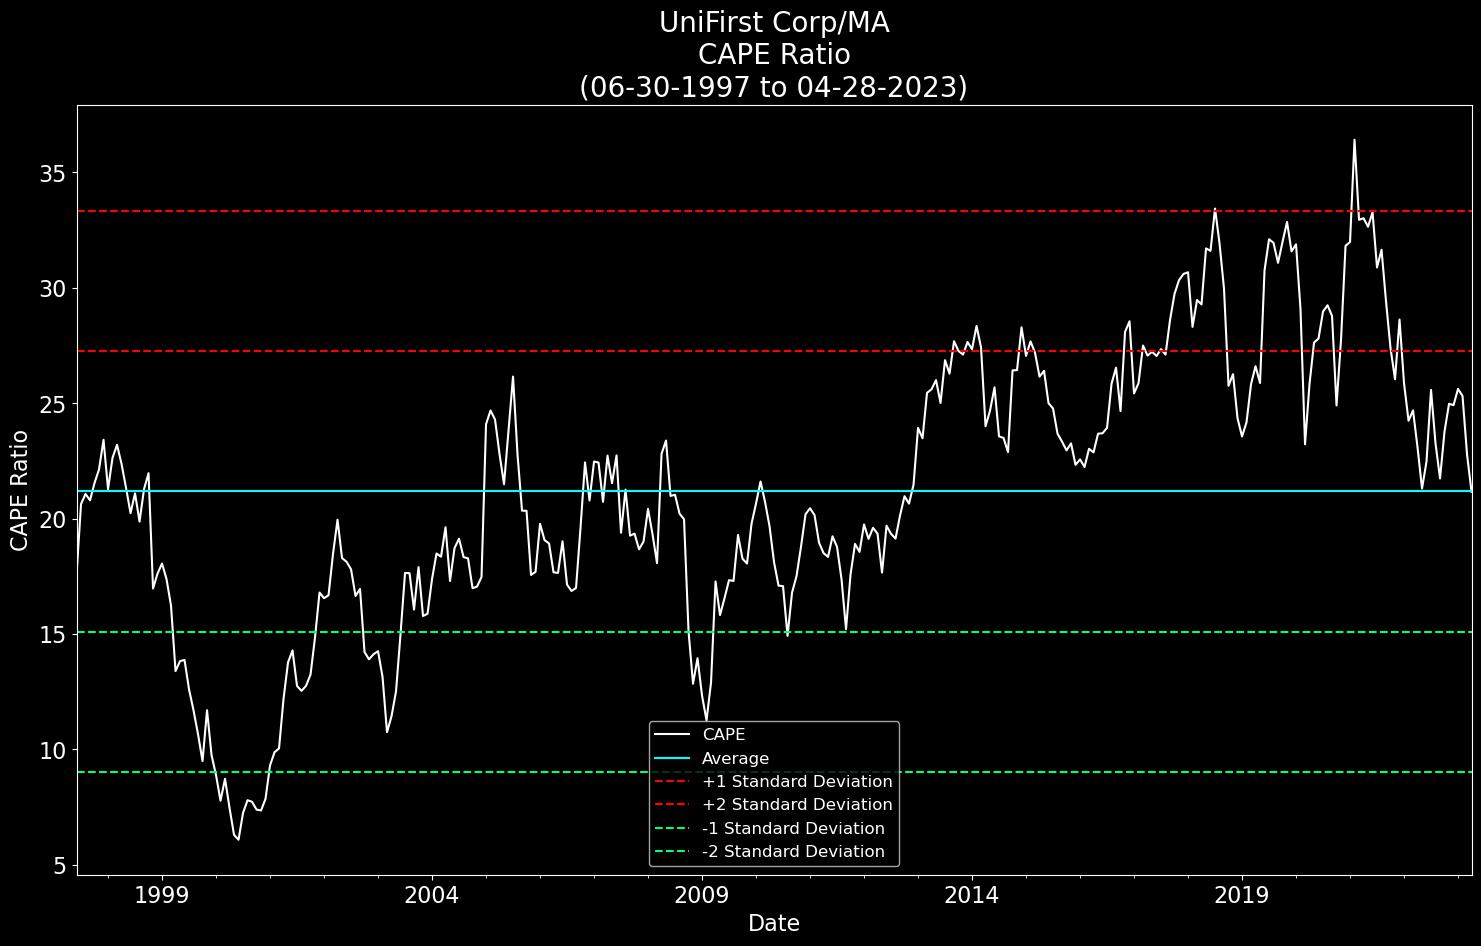 UniFirst Corp/MA
CAPE Ratio
(06-30-1997 to 04-28-2023)
35
30
25
20
15
10
5
CAPE Ratio
CAPE
Average
+1 Standard Deviation
+2 Standard Deviation
-1 Standard Deviation
-2 Standard Deviation
1999 2004 2009 2014 2019
Date